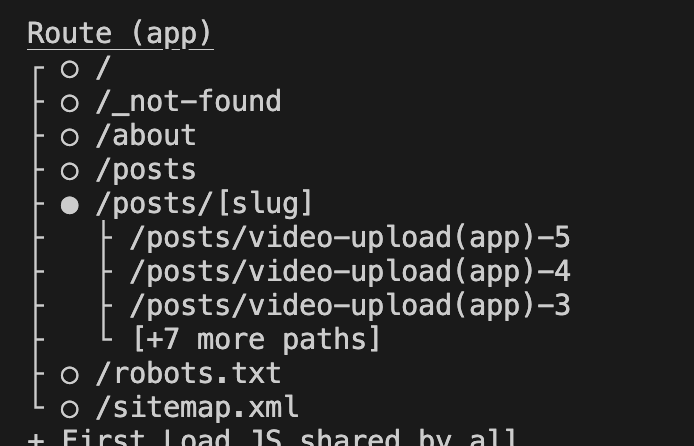 Route (app)
┌ ○ /
├ ○ /_not-found
├ ○ /about
├ ○ /posts
├ ● /posts/[slug]
├   ├ /posts/video-upload(app)-5
├   ├ /posts/video-upload(app)-4
├   ├ /posts/video-upload(app)-3
├   └ [+7 more paths]
├ ○ /robots.txt
└ ○ /sitemap.xml
+ First Load JS shared by all